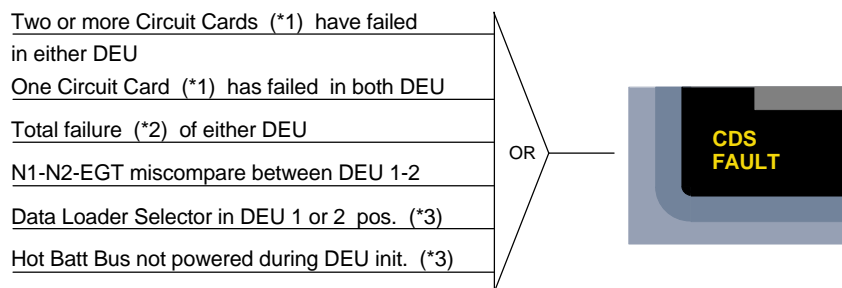 Two or more Circuit Cards (*1) have failed
in either DEU
One Circuit Card (*1) has failed in both DEU
Total failure (*2) of either DEU
N1-N2-EGT miscompare between DEU 1-2
Data Loader Selector in DEU 1 or 2 pos. (*3)
Hot Batt Bus not powered during DEU init. (*3)
OR
CDS
FAULT